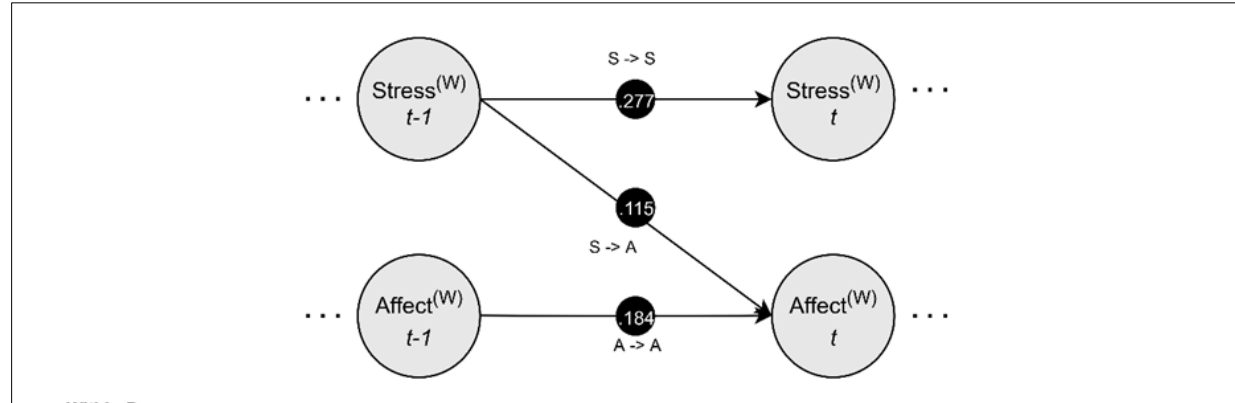 S -> S
Stress(W)
t-1
.277
Stress(W)
t
.115
S -> A
Affect(W)
t-1
.184
A -> A
Affect(W)
t